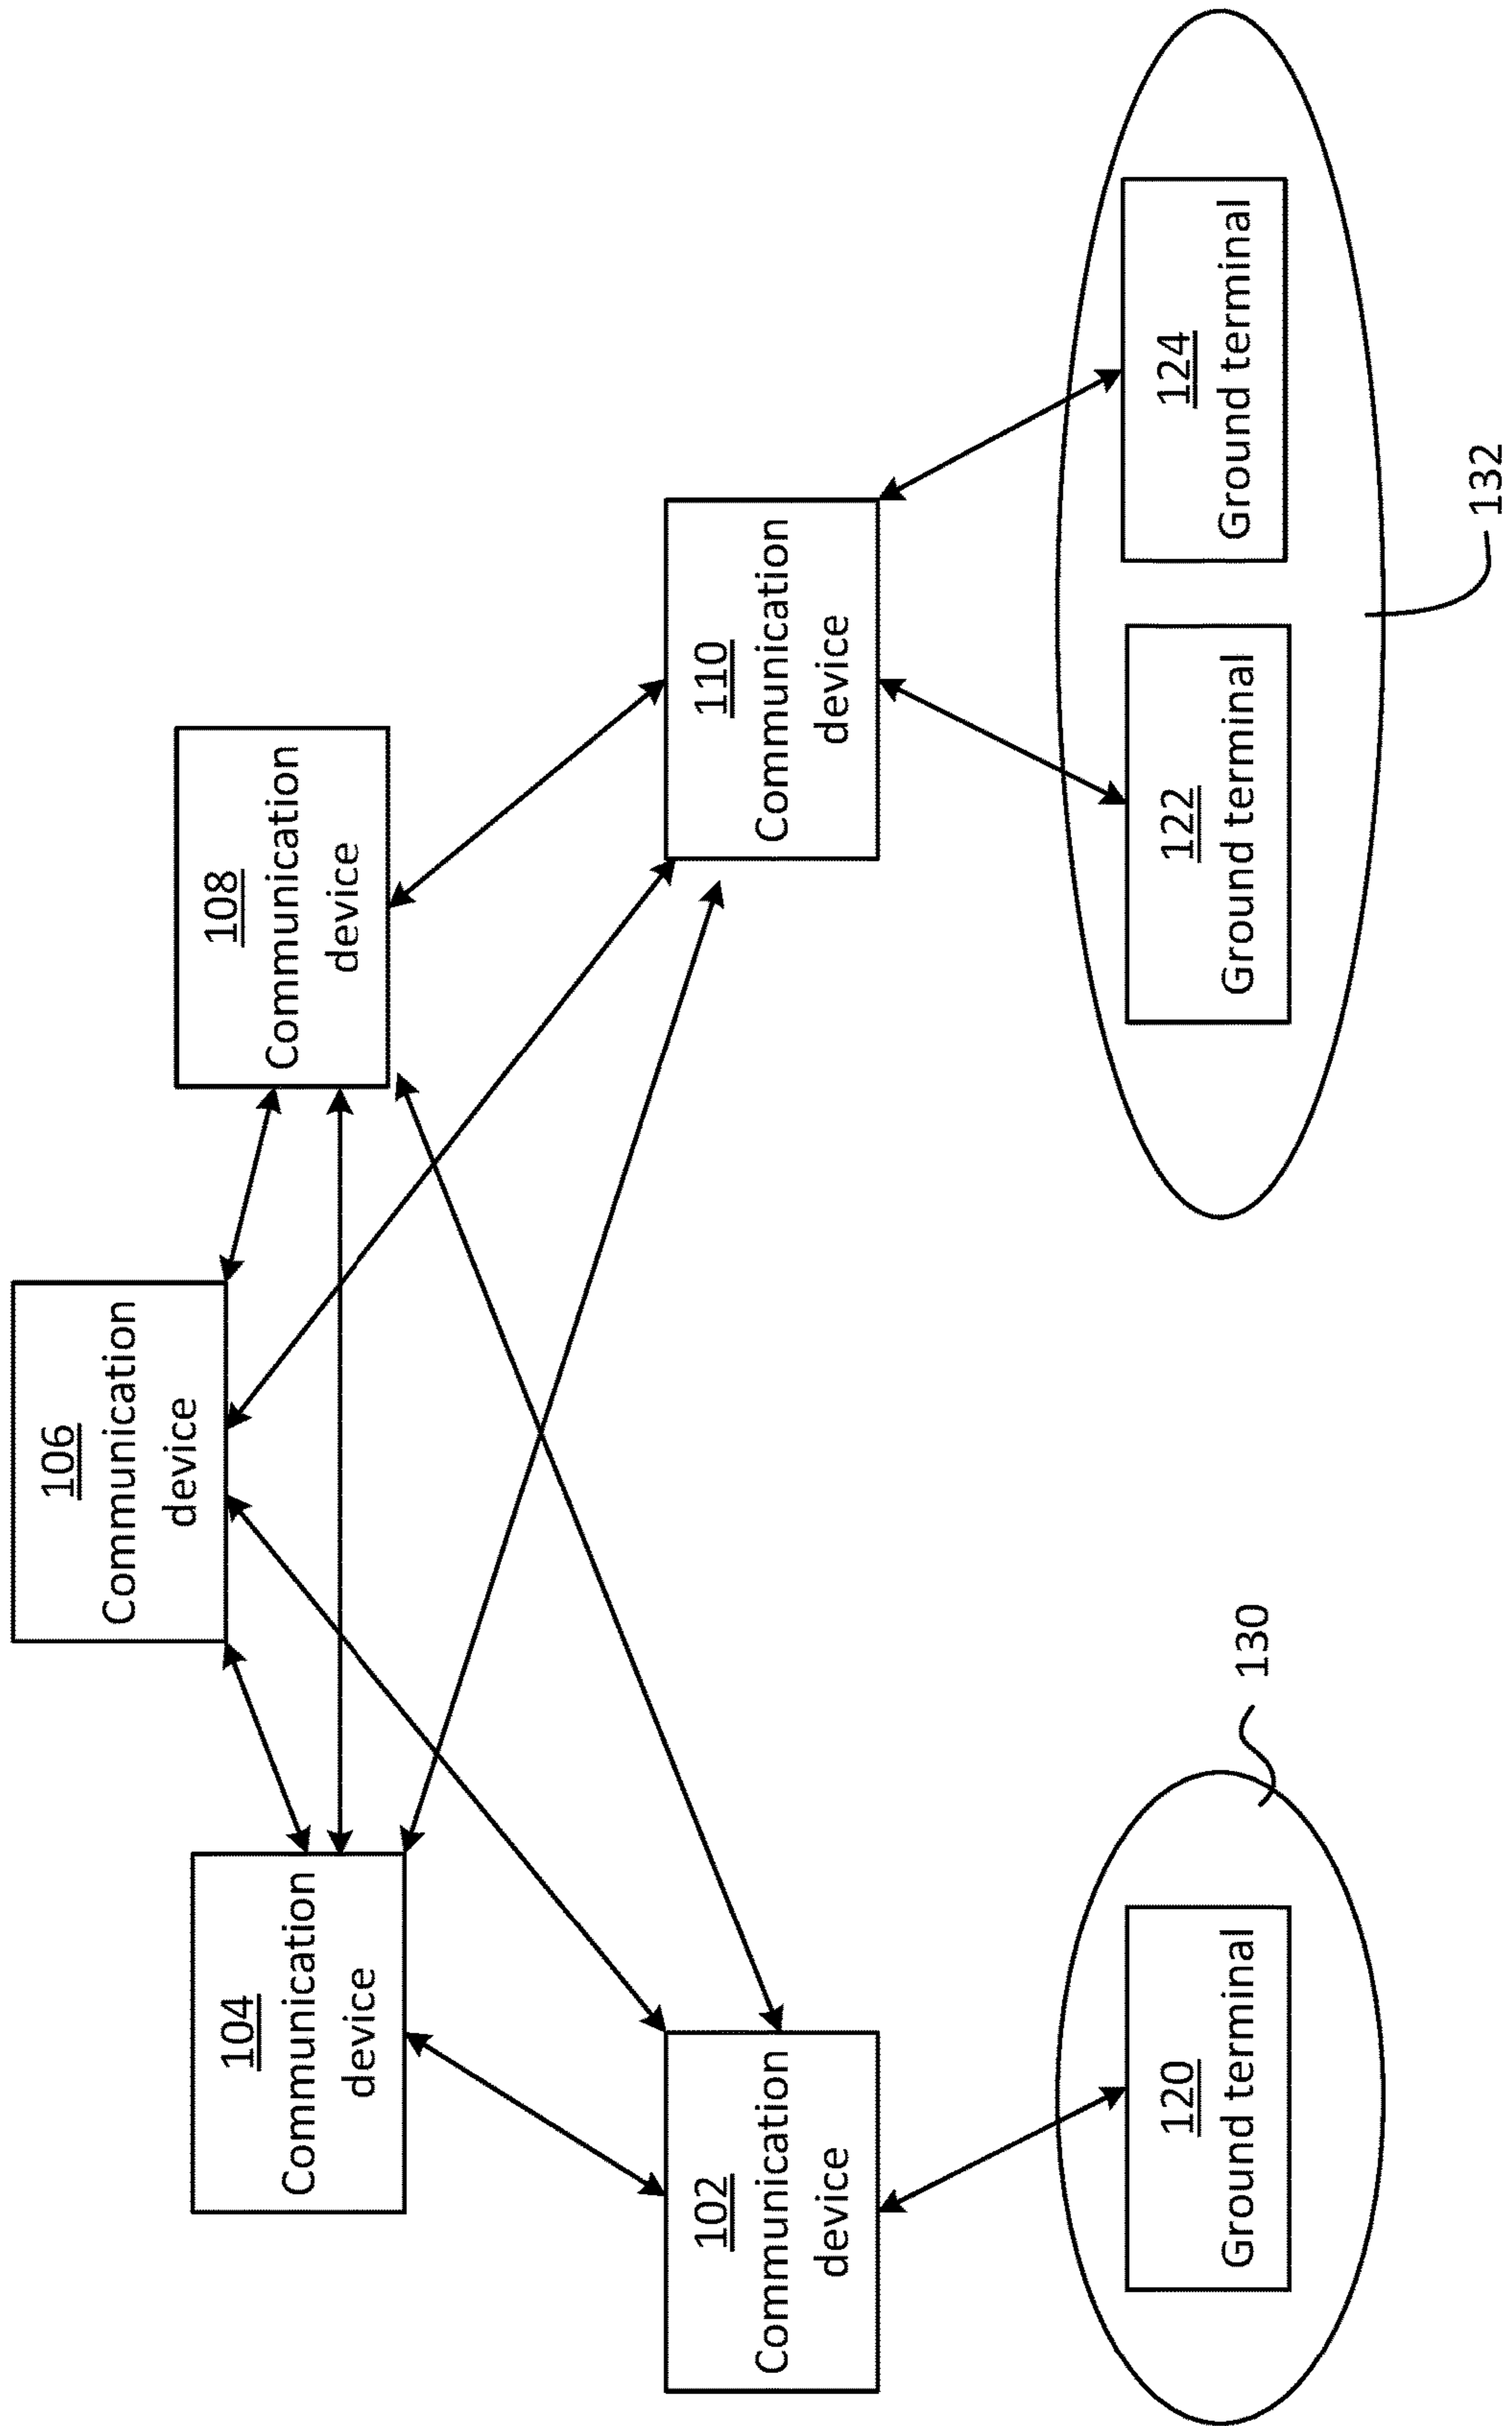 106
Communication
device
104
Communication
device
108
Communication
device
102
Communication
device
110
Communication
device
120
Ground terminal
130
122
Ground terminal
124
Ground terminal
132